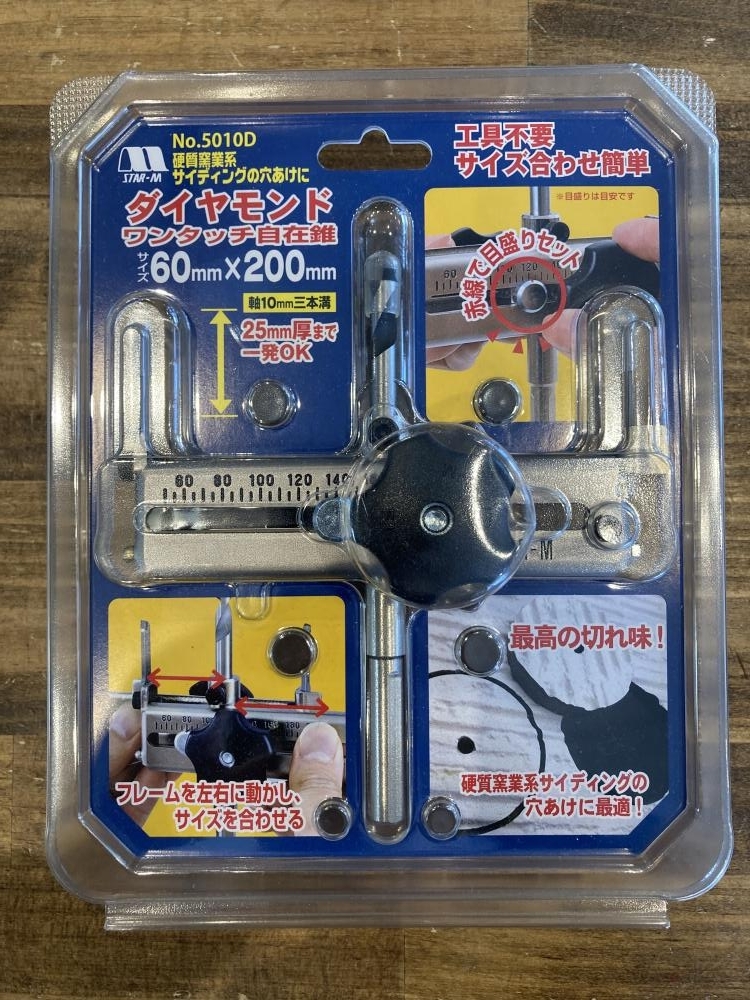 No.5010D
STAR-M
硬質窯業系
サイディングの穴あけに
ダイヤモンド
ワンタッチ自在錐
サイズ
60mm×200mm
軸10mm三本溝
25mm厚まで
一発OK
工具不要
サイズ合わせ簡単
※目盛りは目安です
赤線で目盛りセット
60
120
60 80 100 120 140
-M
60 80
フレームを左右に動かし、
サイズを合わせる
最高の切れ味！
硬質窯業系サイディングの
穴あけに最適！